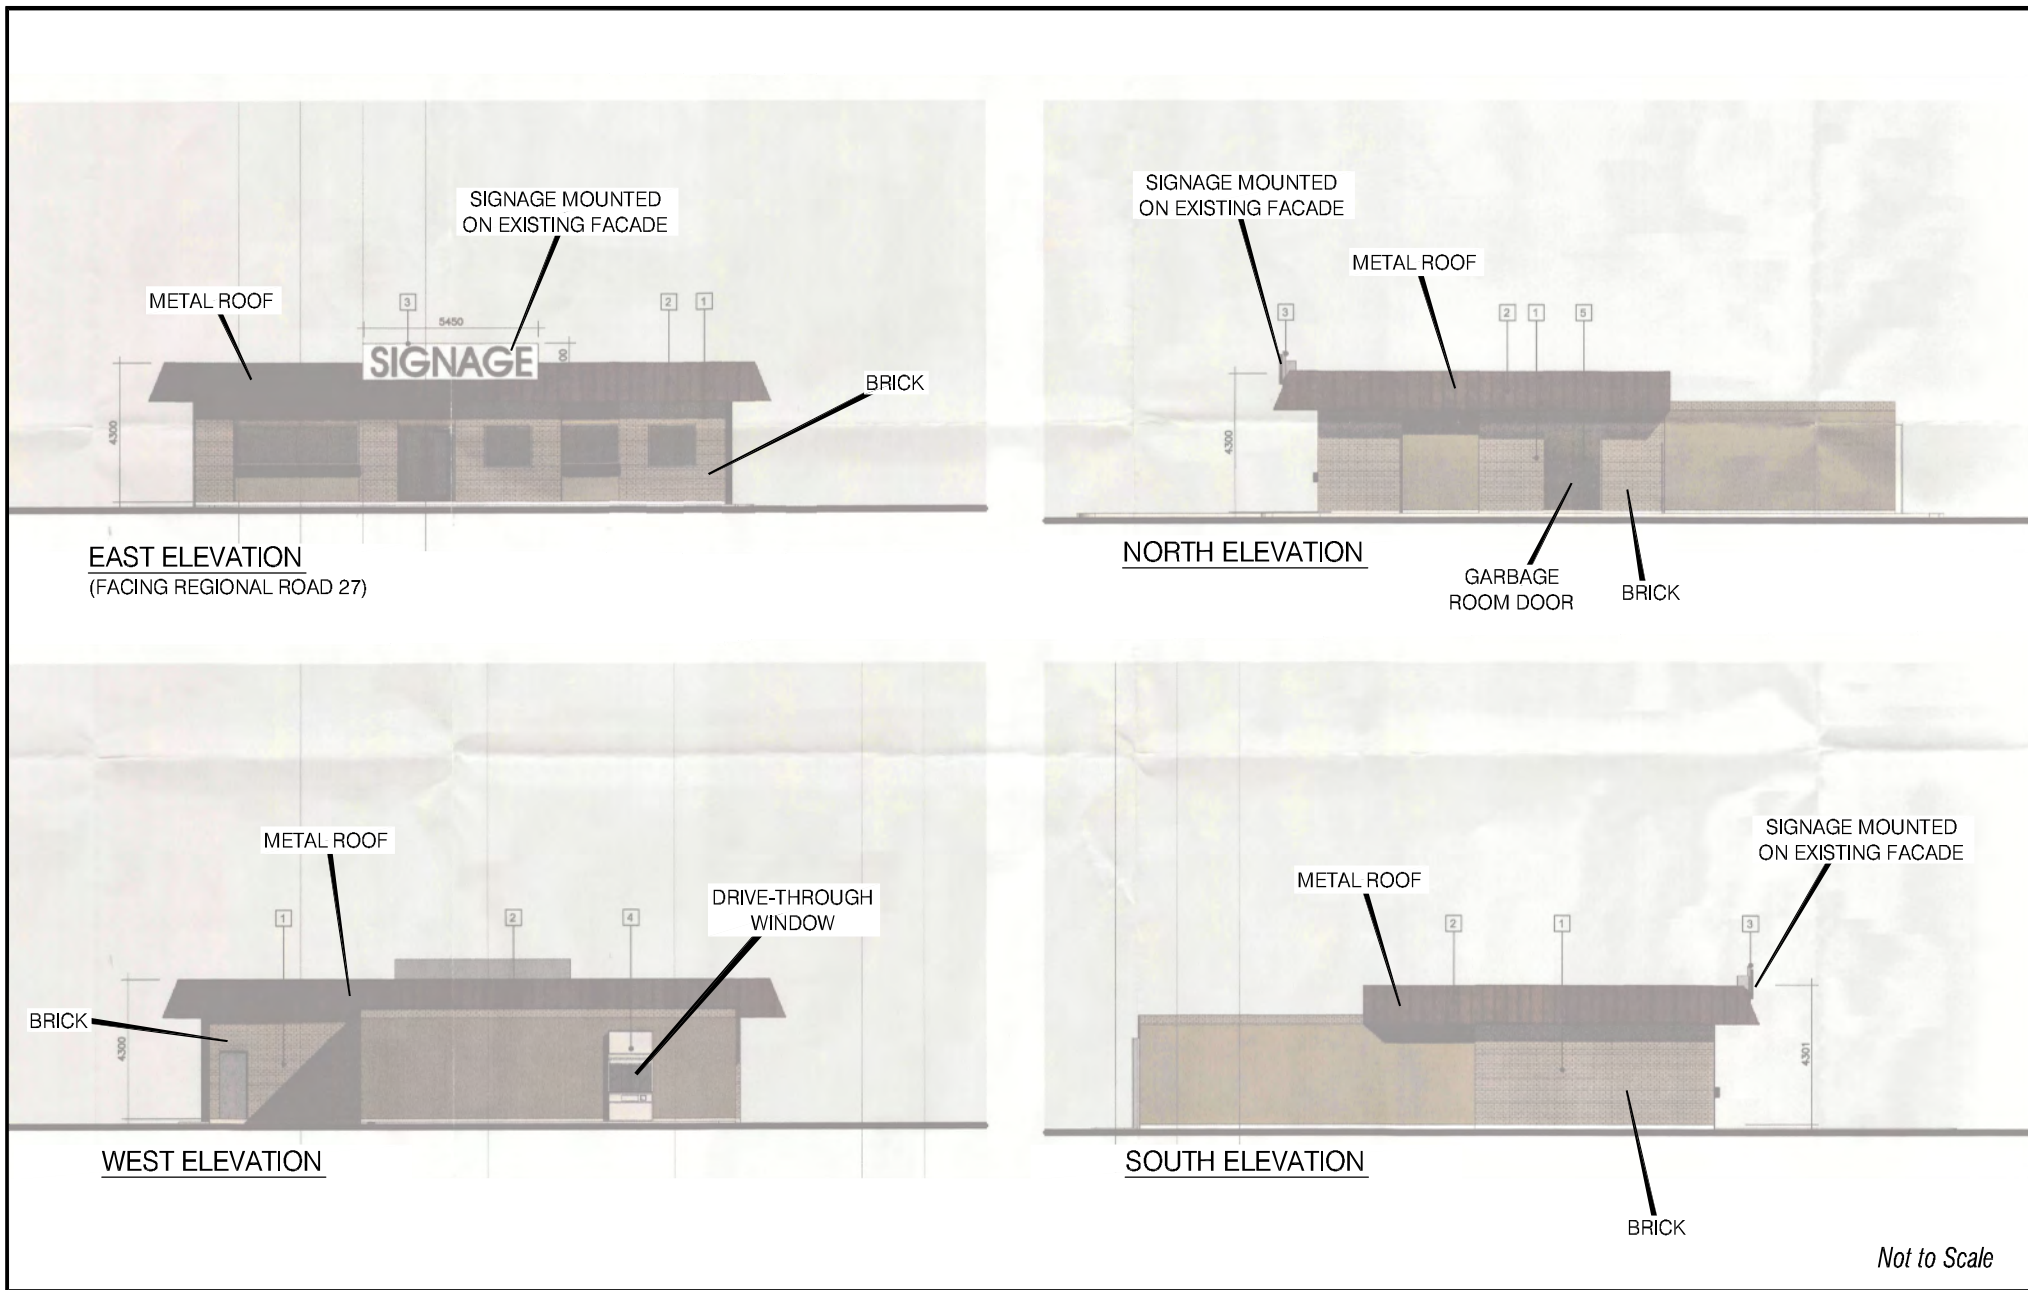 SIGNAGE MOUNTED
ON EXISTING FACADE
METAL ROOF
3
2
1
5450
SIGNAGE
BRICK
4300
EAST ELEVATION
(FACING REGIONAL ROAD 27)
SIGNAGE MOUNTED
ON EXISTING FACADE
METAL ROOF
3
2
1
5
4300
NORTH ELEVATION
GARBAGE
ROOM DOOR
BRICK
METAL ROOF
DRIVE-THROUGH
WINDOW
1
2
4
BRICK
4300
WEST ELEVATION
SIGNAGE MOUNTED
ON EXISTING FACADE
METAL ROOF
2
1
3
4301
SOUTH ELEVATION
BRICK
Not to Scale